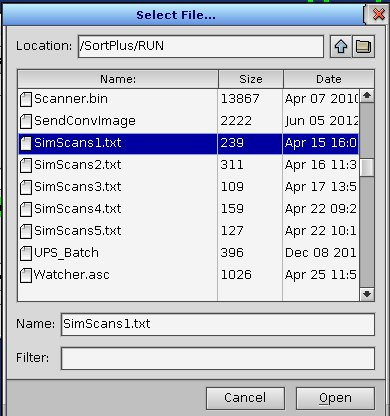 Select File...
Location: /SortPlus/RUN
Name: Size Date
Scanner.bin 13867 Apr 07 2010
SendConvImage 2222 Jun 05 2012
SimScans1.txt 239 Apr 15 16:0
SimScans2.txt 311 Apr 16 11:3
SimScans3.txt 109 Apr 17 13:5
SimScans4.txt 159 Apr 22 09:2
SimScans5.txt 127 Apr 22 10:1
UPS_Batch 396 Dec 08 201
Watcher.asc 1026 Apr 25 11:5
Name: SimScans1.txt
Filter:
Cancel Open